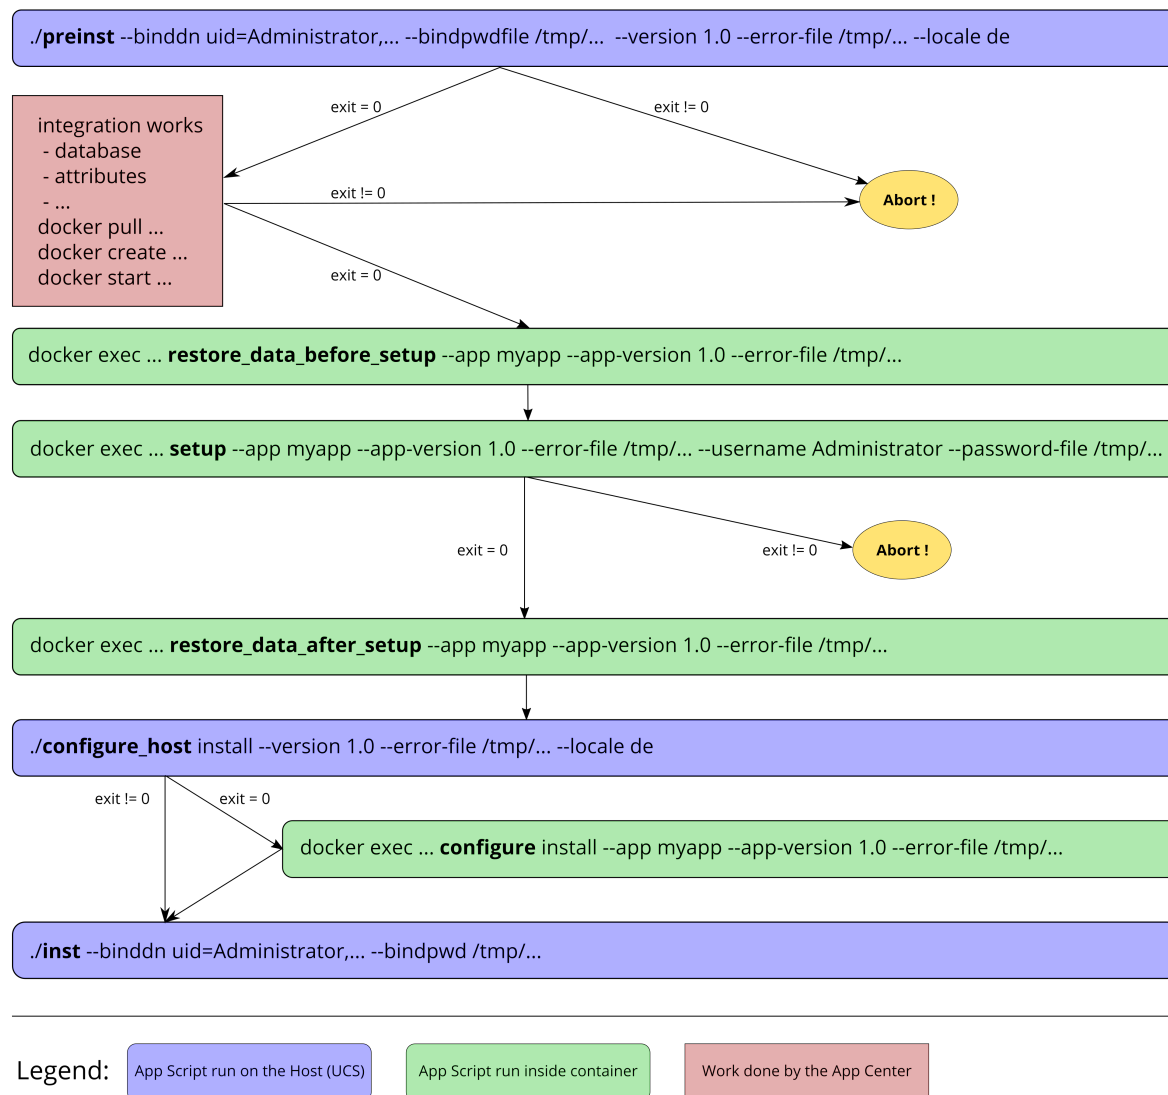 ./preinst --binddn uid=Administrator,... --bindpwdfile /tmp/...  --version 1.0 --error-file /tmp/... --locale de
exit = 0
exit != 0
integration works
- database
- attributes
- ...
docker pull ...
docker create ...
docker start ...
exit != 0
Abort !
exit = 0
docker exec ... restore_data_before_setup --app myapp --app-version 1.0 --error-file /tmp/...
docker exec ... setup --app myapp --app-version 1.0 --error-file /tmp/... --username Administrator --password-file /tmp/...
exit = 0
exit != 0
Abort !
docker exec ... restore_data_after_setup --app myapp --app-version 1.0 --error-file /tmp/...
./configure_host install --version 1.0 --error-file /tmp/... --locale de
exit != 0
exit = 0
docker exec ... configure install --app myapp --app-version 1.0 --error-file /tmp/...
./inst --binddn uid=Administrator,... --bindpwd /tmp/...
Legend:
App Script run on the Host (UCS)
App Script run inside container
Work done by the App Center